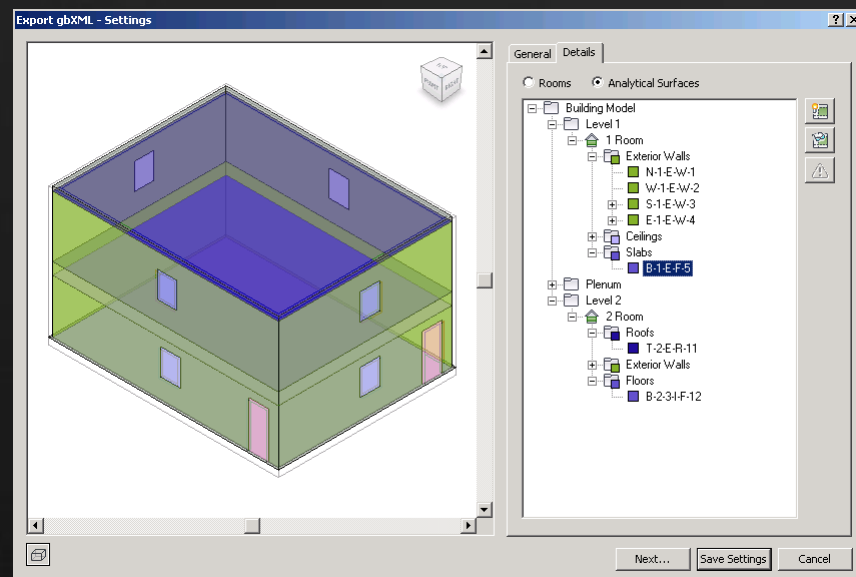 Export gbXML - Settings
General Details
Rooms Analytical Surfaces
Building Model
Level 1
1 Room
Exterior Walls
N-1-E-W-1
W-1-E-W-2
S-1-E-W-3
E-1-E-W-4
Ceilings
Slabs
B-1-E-F-5
Plenum
Level 2
2 Room
Roofs
T-2-E-R-11
Exterior Walls
Floors
B-2-3-I-F-12
Next... Save Settings Cancel